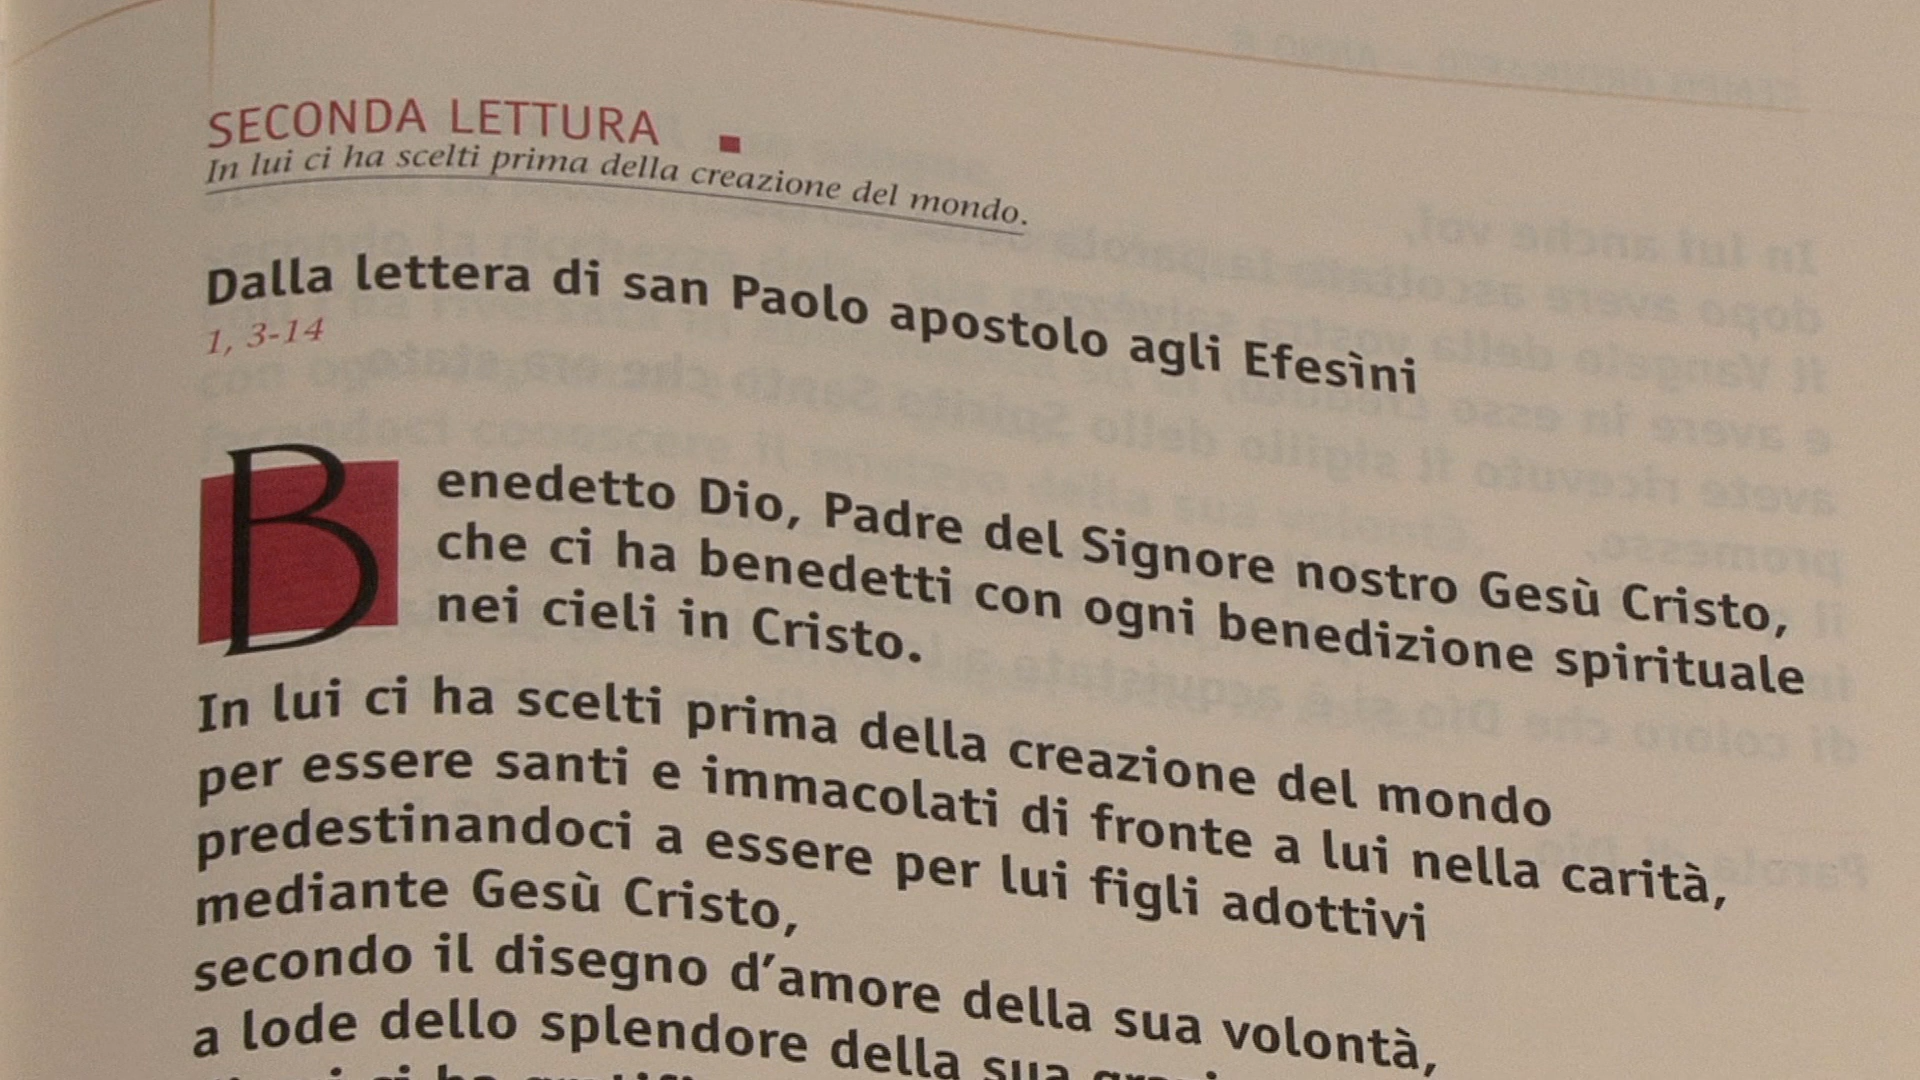 SECONDA LETTURA
In lui ci ha scelti prima della creazione del mondo.
Dalla lettera di san Paolo apostolo agli Efesìni
1, 3-14
Benedetto Dio, Padre del Signore nostro Gesù Cristo,
che ci ha benedetti con ogni benedizione spirituale
nei cieli in Cristo.
In lui ci ha scelti prima della creazione del mondo
per essere santi e immacolati di fronte a lui nella carità,
predestinandoci a essere per lui figli adottivi
mediante Gesù Cristo,
secondo il disegno d'amore della sua volontà,
a lode dello splendore della sua